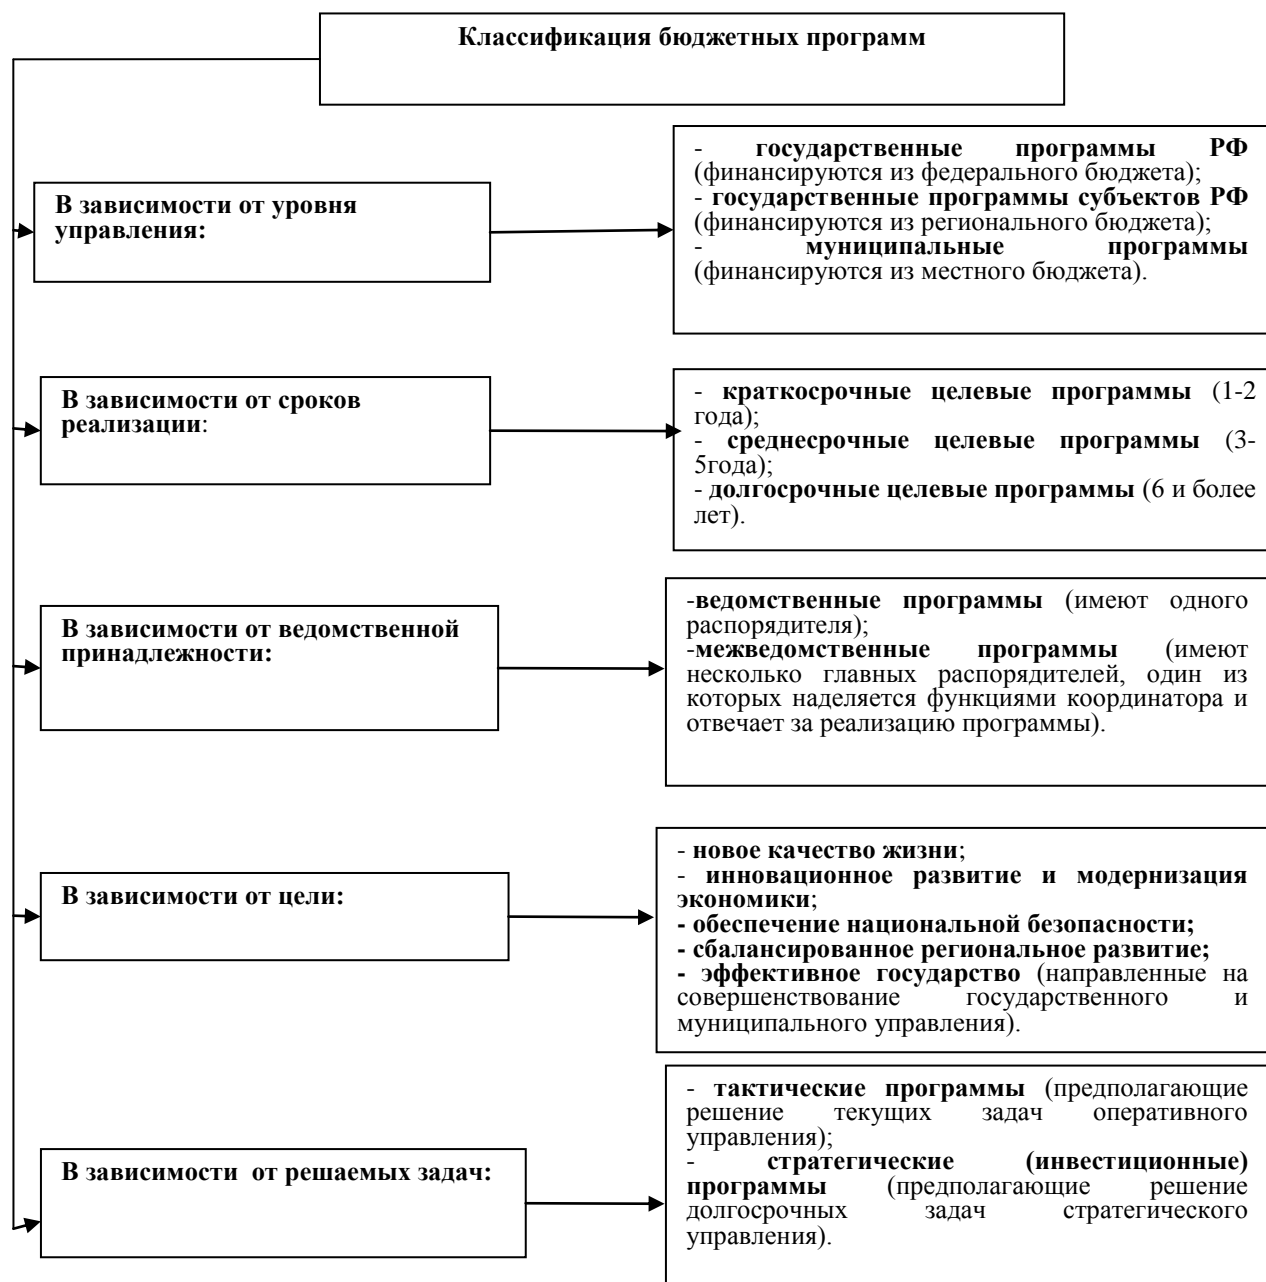 Классификация бюджетных программ
В зависимости от уровня
управления:
- государственные программы РФ
(финансируются из федерального бюджета);
- государственные программы субъектов РФ
(финансируются из регионального бюджета);
- муниципальные программы
(финансируются из местного бюджета).
В зависимости от сроков
реализации:
- краткосрочные целевые программы (1-2
года);
- среднесрочные целевые программы (3-
5года);
- долгосрочные целевые программы (6 и более
лет).
В зависимости от ведомственной
принадлежности:
-ведомственные программы (имеют одного
распорядителя);
-межведомственные программы (имеют
несколько главных распорядителей, один из
которых наделяется функциями координатора и
отвечает за реализацию программы).
В зависимости от цели:
- новое качество жизни;
- инновационное развитие и модернизация
экономики;
- обеспечение национальной безопасности;
- сбалансированное региональное развитие;
- эффективное государство (направленные на
совершенствование государственного и
муниципального управления).
В зависимости от решаемых задач:
- тактические программы (предполагающие
решение текущих задач оперативного
управления);
- стратегические (инвестиционные)
программы (предполагающие решение
долгосрочных задач стратегического
управления).